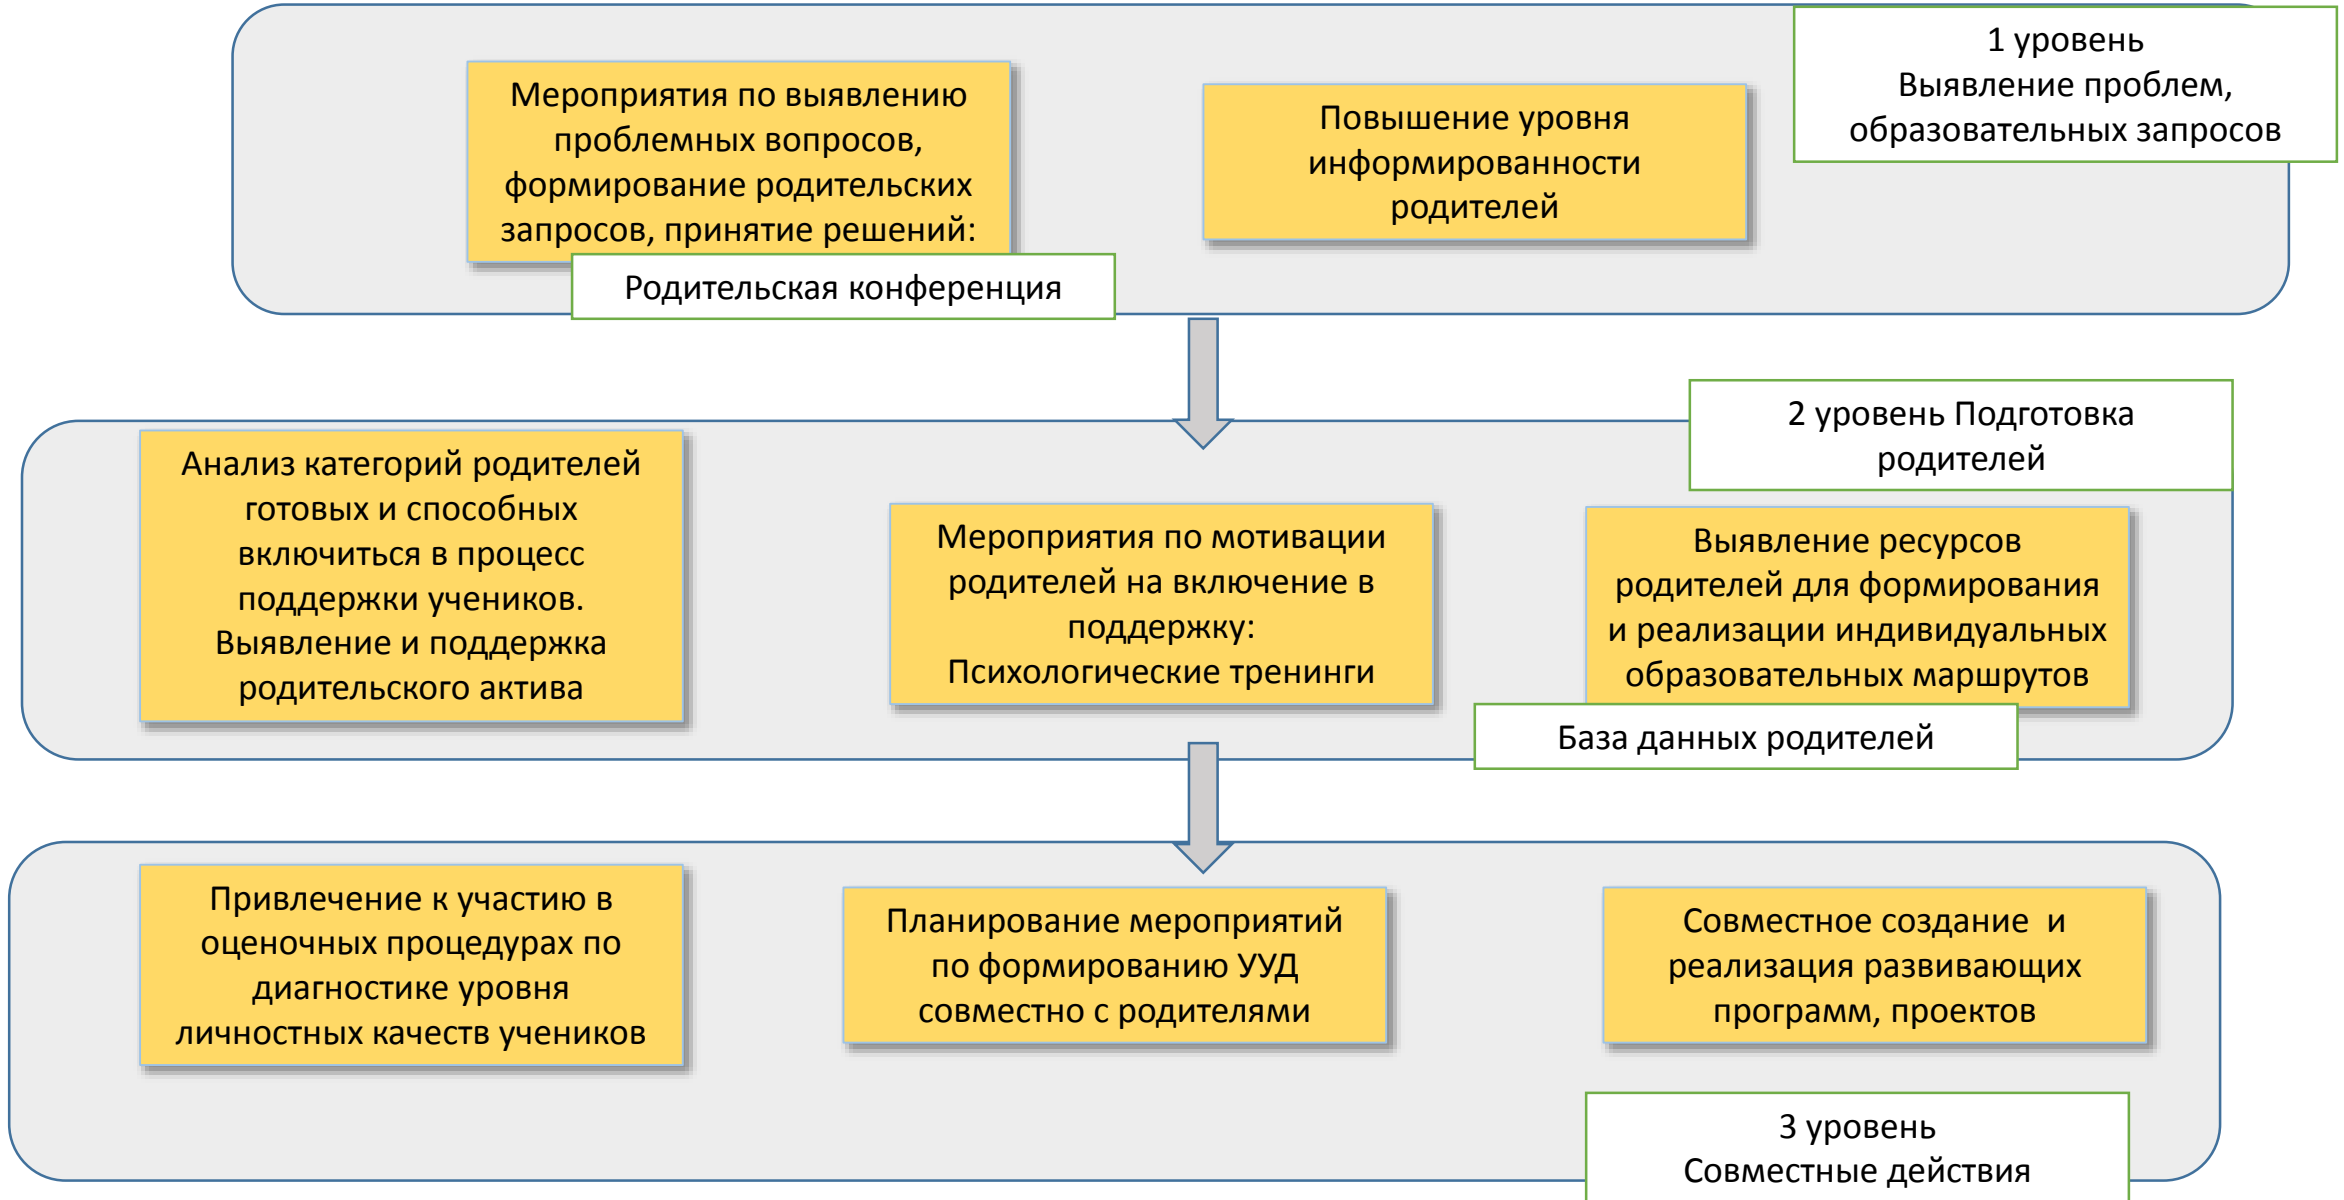 1 уровень
Выявление проблем,
образовательных запросов
Мероприятия по выявлению
проблемных вопросов,
формирование родительских
запросов, принятие решений:
Родительская конференция
Повышение уровня
информированности
родителей
2 уровень Подготовка
родителей
Анализ категорий родителей
готовых и способных
включиться в процесс
поддержки учеников.
Выявление и поддержка
родительского актива
Мероприятия по мотивации
родителей на включение в
поддержку:
Психологические тренинги
Выявление ресурсов
родителей для формирования
и реализации индивидуальных
образовательных маршрутов
База данных родителей
Привлечение к участию в
оценочных процедурах по
диагностике уровня
личностных качеств учеников
Планирование мероприятий
по формированию УУД
совместно с родителями
Совместное создание  и
реализация развивающих
программ, проектов
3 уровень
Совместные действия